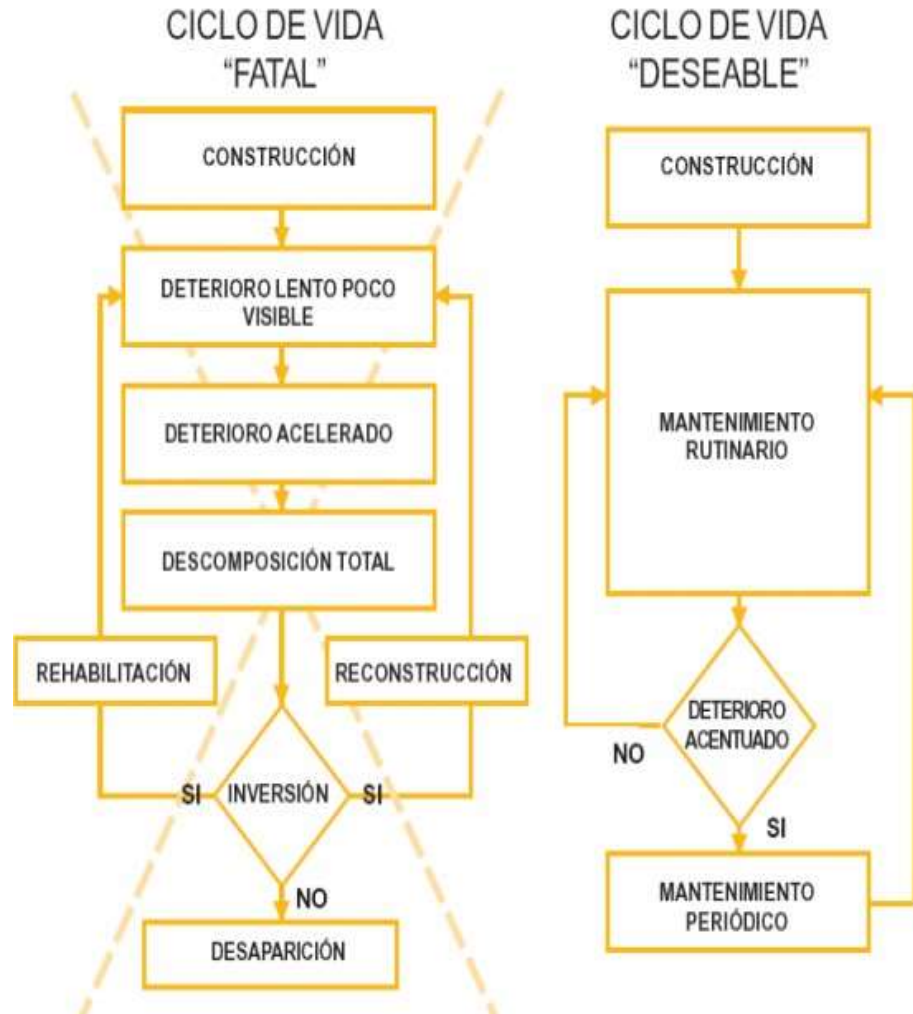 CICLO DE VIDA
“FATAL”
CONSTRUCCIÓN
DETERIORO LENTO POCO
VISIBLE
DETERIORO ACELERADO
DESCOMPOSICIÓN TOTAL
REHABILITACIÓN
RECONSTRUCCIÓN
SI
INVERSIÓN
SI
NO
DESAPARICIÓN
CICLO DE VIDA
“DESEABLE”
CONSTRUCCIÓN
MANTENIMIENTO
RUTINARIO
DETERIORO
ACENTUADO
NO
SI
MANTENIMIENTO
PERIÓDICO